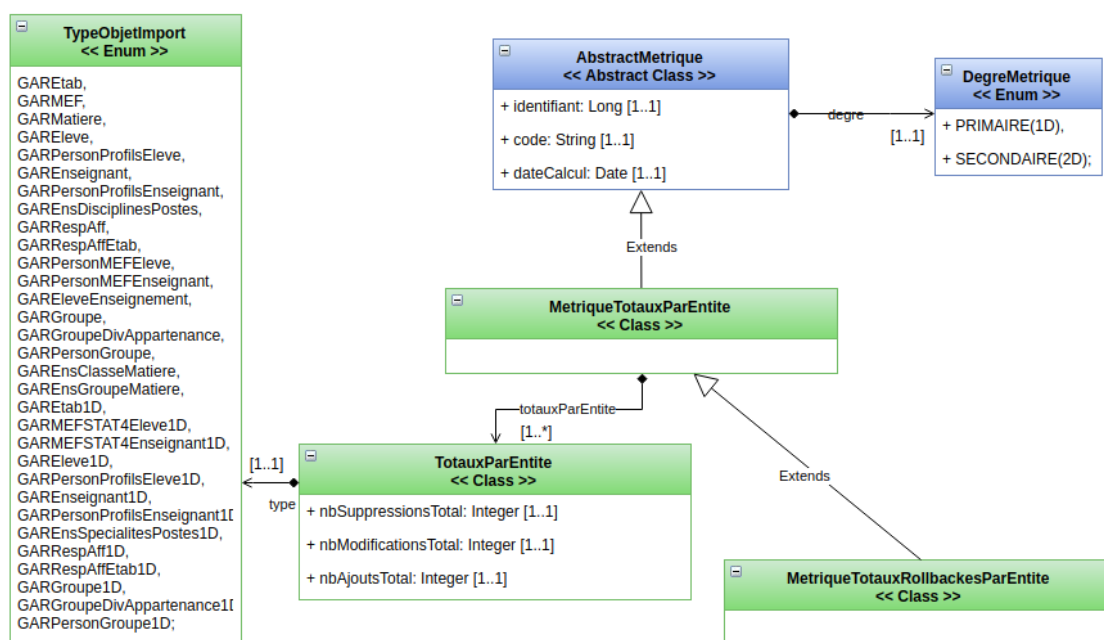 TypeObjetImport
<< Enum >>
GAREtab,
GARMEF,
GARMatiere,
GAREleve,
GARPersonProfilsEleve,
GAREnseignant,
GARPersonProfilsEnseignant,
GAREnsDisciplinesPostes,
GARRespAff,
GARRespAffEtab,
GARPersonMEFEleve,
GARPersonMEFEnseignant,
GAREleveEnseignement,
GARGroupe,
GARGroupeDivAppartenance,
GARPersonGroupe,
GAREnsClasseMatiere,
GAREnsGroupeMatiere,
GAREtab1D,
GARMEFSTAT4Eleve1D,
GARMEFSTAT4Enseignant1D,
GAREleve1D,
GARPersonProfilsEleve1D,
GAREnseignant1D,
GARPersonProfilsEnseignant1D
GAREnsSpecialitesPostes1D,
GARRespAff1D,
GARRespAffEtab1D,
GARGroupe1D,
GARGroupeDivAppartenance1D
GARPersonGroupe1D;
AbstractMetrique
<< Abstract Class >>
+ identifiant: Long [1..1]
+ code: String [1..1]
+ dateCalcul: Date [1..1]
degre
[1..1]
DegreMetrique
<< Enum >>
+ PRIMAIRE(1D),
+ SECONDAIRE(2D);
Extends
MetriqueTotauxParEntite
<< Class >>
totauxParEntite
[1..*]
Extends
[1..1]
type
TotauxParEntite
<< Class >>
+ nbSuppressionsTotal: Integer [1..1]
+ nbModificationsTotal: Integer [1..1]
+ nbAjoutsTotal: Integer [1..1]
MetriqueTotauxRollbackesParEntite
<< Class >>